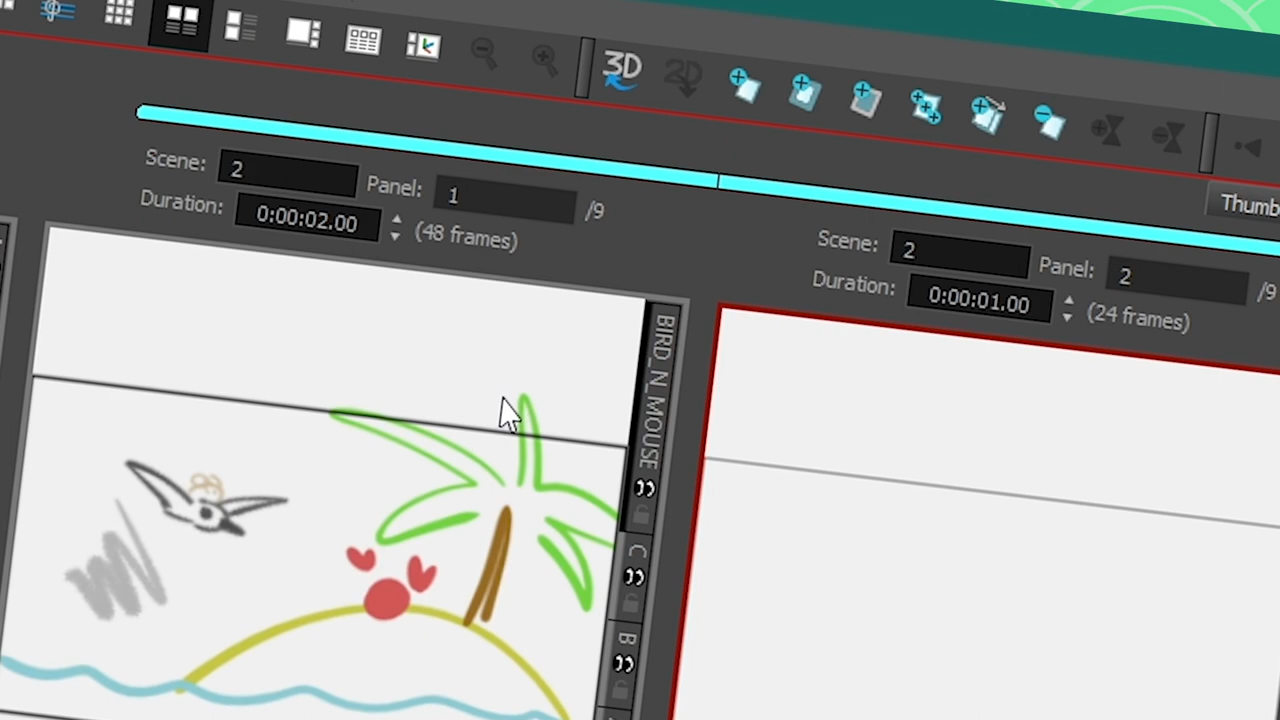 3D
2D
Scene: 2 Panel: 1 /9
Duration: 0:00:02.00 (48 frames)
Thumb
Scene: 2 Panel: 2 /9
Duration: 0:00:01.00 (24 frames)
BIRD_N_MOUSE
C
B